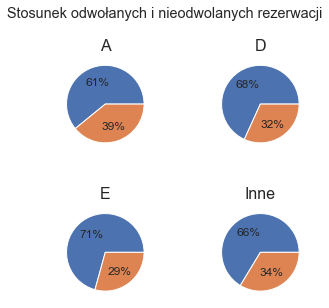 Stosunek odwołanych i nieodwolanych rezerwacji
A
D
61%
39%
68%
32%
E
Inne
71%
29%
66%
34%